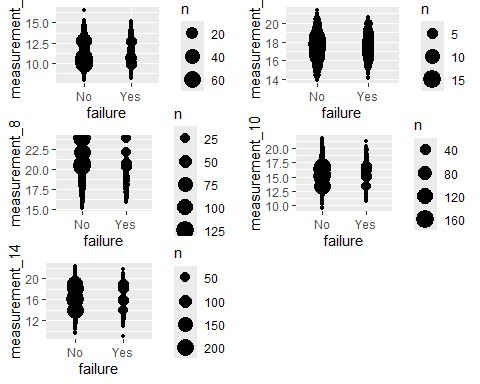 measurement_
15.0
12.5
10.0
No Yes
failure
n
20
40
60
measurement_
20
18
16
14
No Yes
failure
n
5
10
15
measurement_8
22.5
20.0
17.5
15.0
No Yes
failure
n
25
50
75
100
125
measurement_10
20.0
17.5
15.0
12.5
10.0
No Yes
failure
n
40
80
120
160
measurement_14
20
16
12
No Yes
failure
n
50
100
150
200